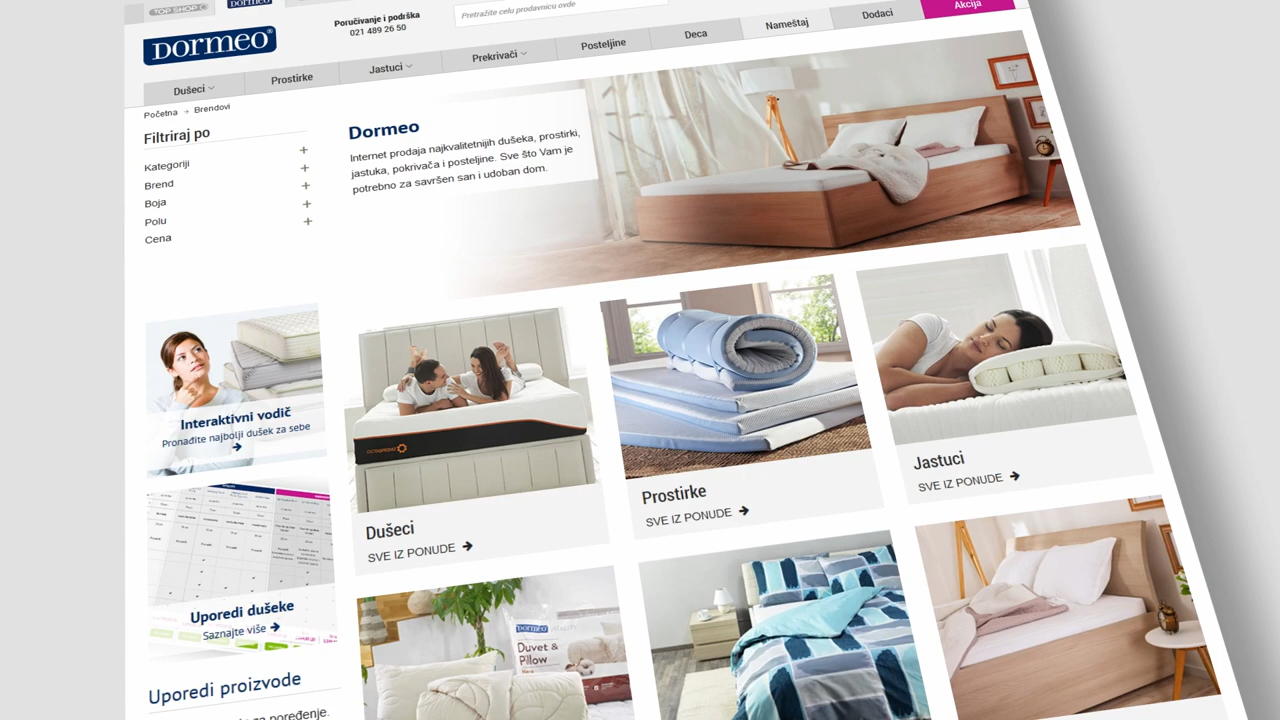 TOP SHOP
DORMEO
DORMEO®
Poručivanje i podrška
021 489 26 50
Pretražite celu prodavnicu ovde
Dušeci
Prostirke
Jastuci
Prekrivači
Posteljine
Deca
Nameštaj
Dodaci
Akcija
Početna → Brendovi
Filtriraj po
Kategoriji +
Brend +
Boja +
Polu +
Cena +
Dormeo
Internet prodaja najkvalitetnijih dušeka, prostirki,
jastuka, pokrivača i posteljine. Sve što Vam je
potrebno za savršen san i udoban dom.
Interaktivni vodič
Pronađite najbolji dušek za sebe
→
Uporedi dušeke
Saznajte više →
Uporedi proizvode
za poređenje.
Dušeci
SVE IZ PONUDE →
Prostirke
SVE IZ PONUDE →
Jastuci
SVE IZ PONUDE →
DORMEO
Duvet &
Pillow